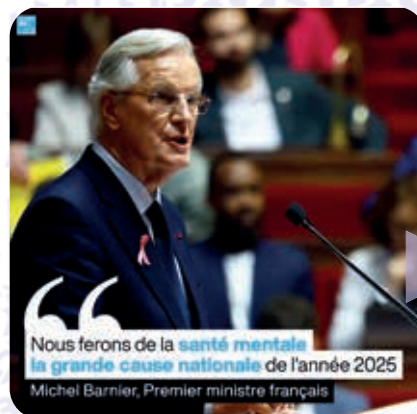 Nous ferons de la santé mentale
la grande cause nationale de l'année 2025
Michel Barnier, Premier ministre français